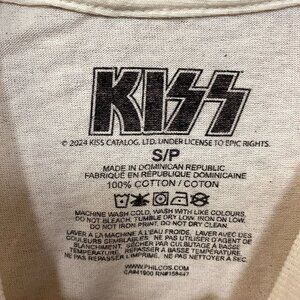 KISS
© 2024 KISS CATALOG, LTD. UNDER LICENSE TO EPIC RIGHTS.
S/P
MADE IN DOMINICAN REPUBLIC
FABRIQUÉ EN RÉPUBLIQUE DOMINICAINE
100% COTTON / COTON
MACHINE WASH COLD, WASH WITH LIKE COLOURS.
DO NOT BLEACH. TUMBLE DRY LOW. IRON ON LOW.
DO NOT IRON PRINT. DO NOT DRY CLEAN.
LAVER À LA MACHINE À L'EAU FROIDE.
LAVER AVEC DES COULEURS SEMBLABLES. NE PAS UTILISER D'AGENT DE
BLANCHIMENT. SÉCHER PAR CULBUTAGE À BASSE
TEMPÉRATURE. REPASSER À BASSE TEMPÉRATURE.
NE PAS REPASSER L'IMPRIMÉ. NE PAS NETTOYER À SEC.
WWW.PHILCOS.COM
CA#41900 RN#158427